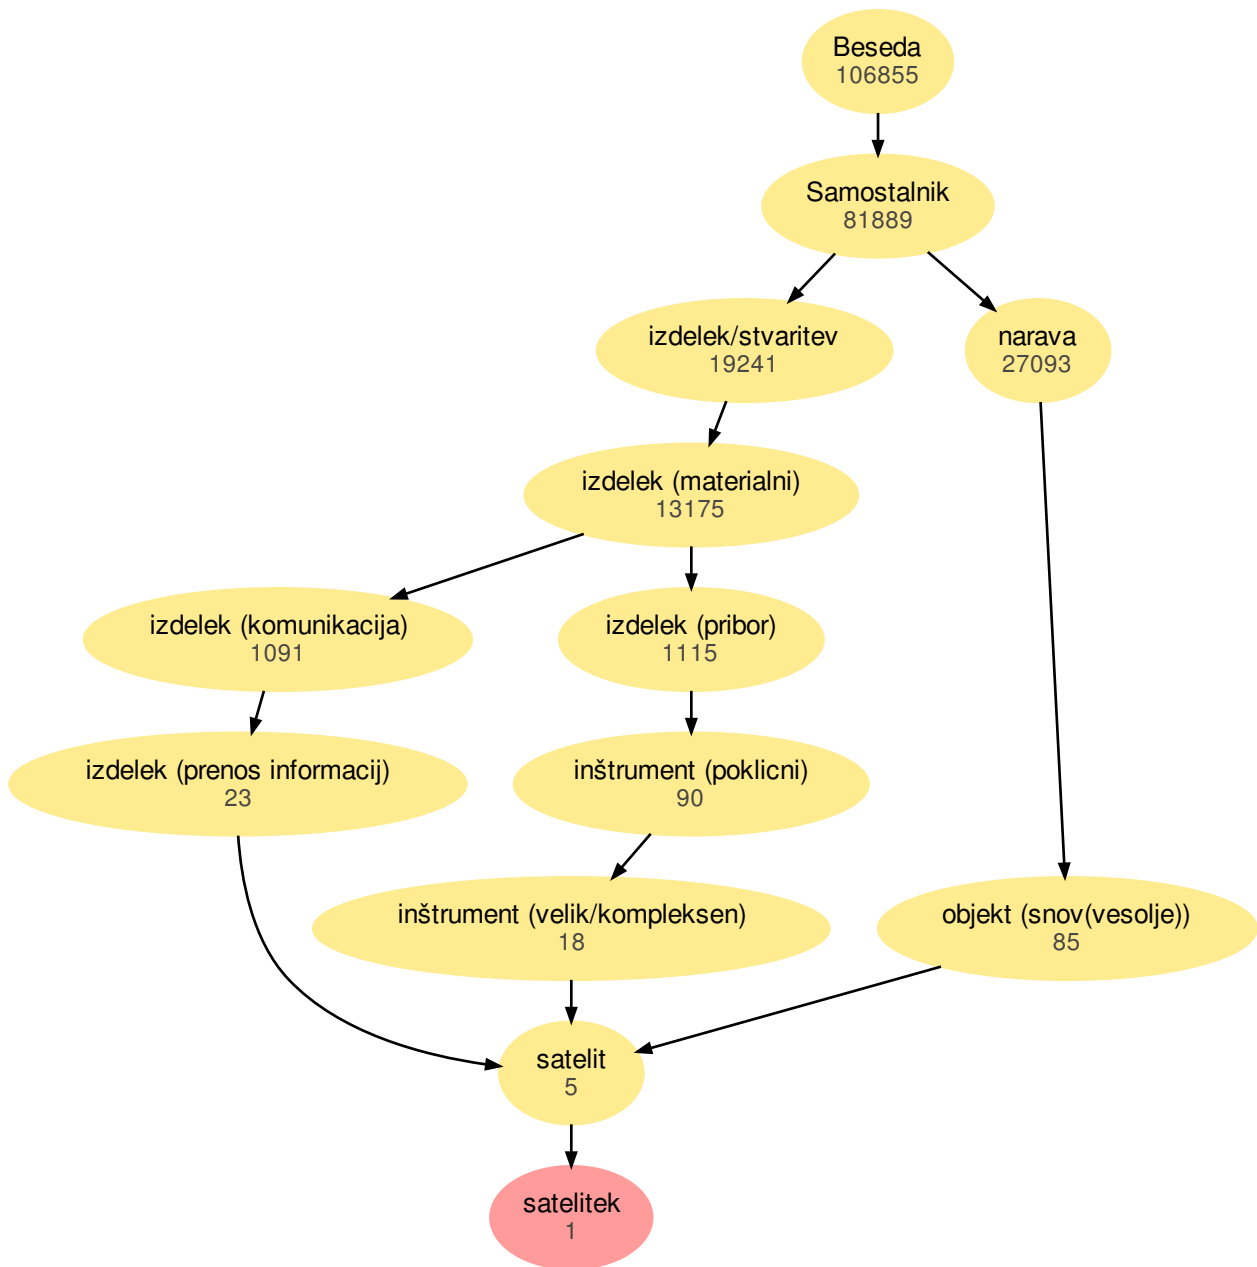 Beseda
106855
Samostalnik
81889
izdelek/stvaritev
19241
narava
27093
izdelek (materialni)
13175
izdelek (komunikacija)
1091
izdelek (pribor)
1115
izdelek (prenos informacij)
23
inštrument (poklicni)
90
inštrument (velik/kompleksen)
18
objekt (snov(vesolje))
85
satelit
5
satelitek
1